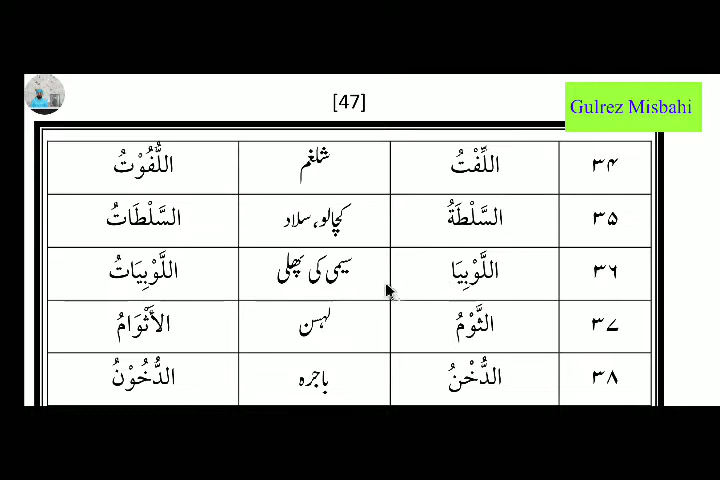 [47]
Gulrez Misbahi
۳۴ اللِّفْتُ شلغم اللُّفُوْتُ
۳۵ السَّلْطَةُ کچالو، سلاد السَّلْطَاتُ
۳۶ اللَّوْبِيَا سیمی کی پھلی اللَّوْبِيَاتُ
۳۷ الثَّوْمُ لہسن الأَثْوَامُ
۳۸ الدُّخْنُ باجرہ الدُّخُوْنُ